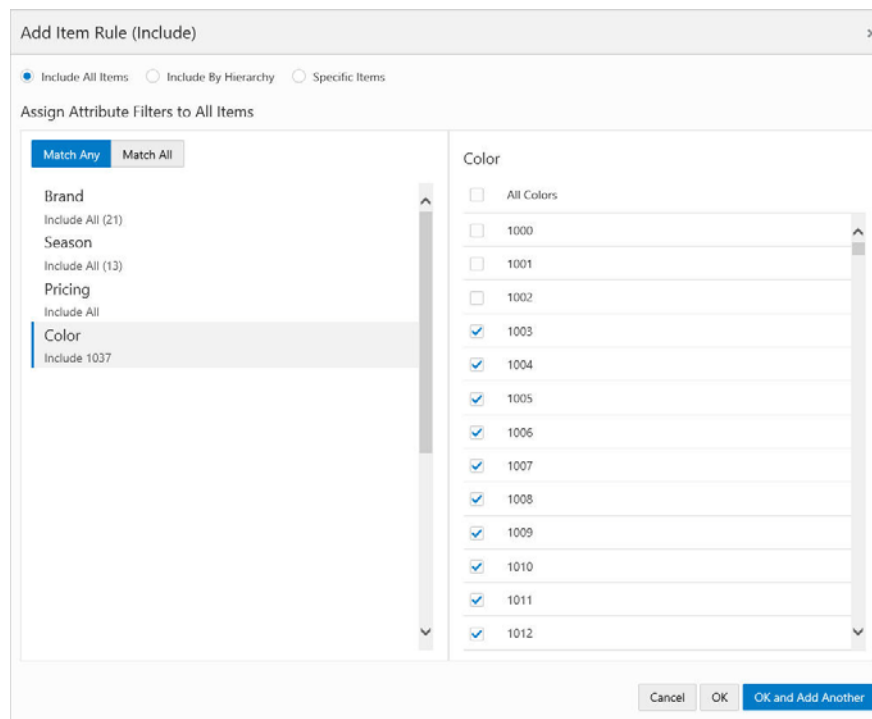 Add Item Rule (Include)
Include All Items Include By Hierarchy Specific Items
Assign Attribute Filters to All Items
Match Any Match All
Brand
Include All (21)
Season
Include All (13)
Pricing
Include All
Color
Include 1037
Color
All Colors
1000
1001
1002
1003
1004
1005
1006
1007
1008
1009
1010
1011
1012
Cancel OK OK and Add Another